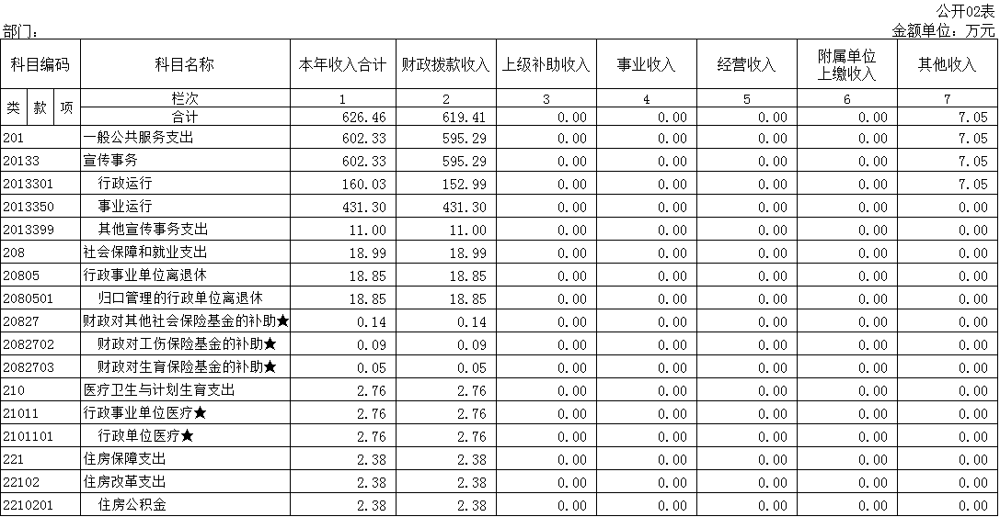 公开02表
部门： 金额单位：万元
科目编码 科目名称 本年收入合计 财政拨款收入 上级补助收入 事业收入 经营收入 附属单位上缴收入 其他收入
类 款 项 栏次 1 2 3 4 5 6 7
合计 626.46 619.41 0.00 0.00 0.00 0.00 7.05
201 一般公共服务支出 602.33 595.29 0.00 0.00 0.00 0.00 7.05
20133 宣传事务 602.33 595.29 0.00 0.00 0.00 0.00 7.05
2013301 行政运行 160.03 152.99 0.00 0.00 0.00 0.00 7.05
2013350 事业运行 431.30 431.30 0.00 0.00 0.00 0.00 0.00
2013399 其他宣传事务支出 11.00 11.00 0.00 0.00 0.00 0.00 0.00
208 社会保障和就业支出 18.99 18.99 0.00 0.00 0.00 0.00 0.00
20805 行政事业单位离退休 18.85 18.85 0.00 0.00 0.00 0.00 0.00
2080501 归口管理的行政单位离退休 18.85 18.85 0.00 0.00 0.00 0.00 0.00
20827 财政对其他社会保险基金的补助★ 0.14 0.14 0.00 0.00 0.00 0.00 0.00
2082702 财政对工伤保险基金的补助★ 0.09 0.09 0.00 0.00 0.00 0.00 0.00
2082703 财政对生育保险基金的补助★ 0.05 0.05 0.00 0.00 0.00 0.00 0.00
210 医疗卫生与计划生育支出 2.76 2.76 0.00 0.00 0.00 0.00 0.00
21011 行政事业单位医疗★ 2.76 2.76 0.00 0.00 0.00 0.00 0.00
2101101 行政单位医疗★ 2.76 2.76 0.00 0.00 0.00 0.00 0.00
221 住房保障支出 2.38 2.38 0.00 0.00 0.00 0.00 0.00
22102 住房改革支出 2.38 2.38 0.00 0.00 0.00 0.00 0.00
2210201 住房公积金 2.38 2.38 0.00 0.00 0.00 0.00 0.00